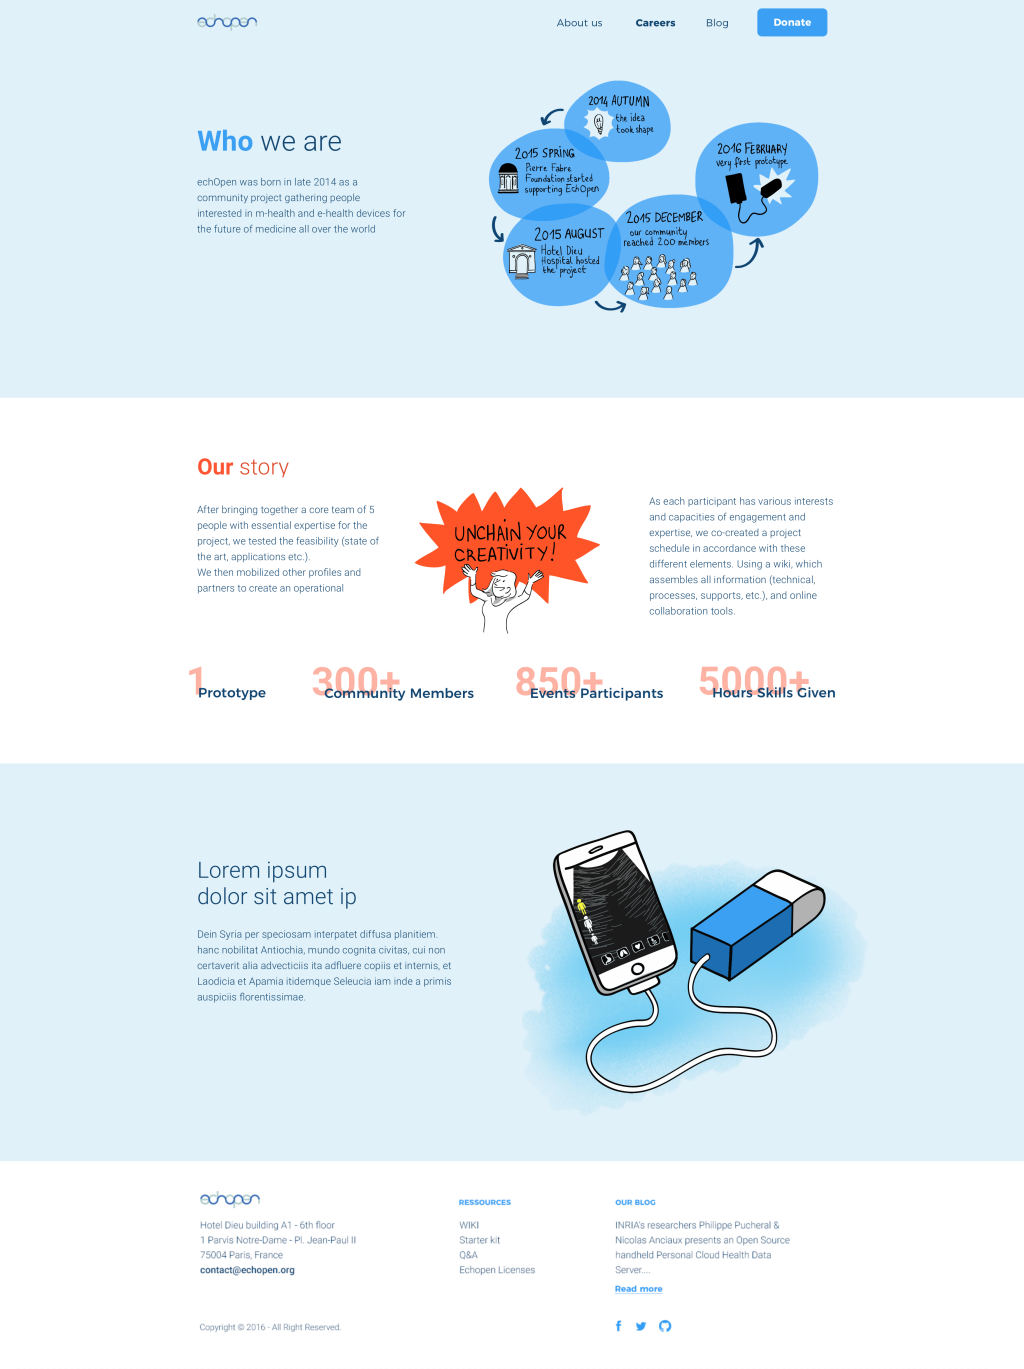 echopen
About us
Careers
Blog
Donate
Who we are
echOpen was born in late 2014 as a
community project gathering people
interested in m-health and e-health devices for
the future of medicine all over the world
2014 AUTUMN
the idea
took shape
2015 SPRING
Pierre Fabre
Foundation started
supporting EchOpen
2015 AUGUST
Hotel Dieu
Hospital hosted
the project
2015 DECEMBER
our community
reached 200 members
2016 FEBRUARY
very first prototype
Our story
After bringing together a core team of 5
people with essential expertise for the
project, we tested the feasibility (state of
the art, applications etc.).
We then mobilized other profiles and
partners to create an operational
UNCHAIN YOUR
CREATIVITY!
As each participant has various interests
and capacities of engagement and
expertise, we co-created a project
schedule in accordance with these
different elements. Using a wiki, which
assembles all information (technical,
processes, supports, etc.), and online
collaboration tools.
1
Prototype
300+
Community Members
850+
Events Participants
5000+
Hours Skills Given
Lorem ipsum
dolor sit amet ip
Dein Syria per speciosam interpatet diffusa planitiem.
hanc nobilitat Antiochia, mundo cognita civitas, cui non
certaverit alia advecticiis ita adfluere copiis et internis, et
Laodicia et Apamia itidemque Seleucia iam inde a primis
auspiciis florentissimae.
echopen
Hotel Dieu building A1 - 6th floor
1 Parvis Notre-Dame - Pl. Jean-Paul II
75004 Paris, France
contact@echopen.org
RESSOURCES
WIKI
Starter kit
Q&A
Echopen Licenses
OUR BLOG
INRIA's researchers Philippe Pucheral &
Nicolas Anciaux presents an Open Source
handheld Personal Cloud Health Data
Server....
Read more
Copyright © 2016 - All Right Reserved.